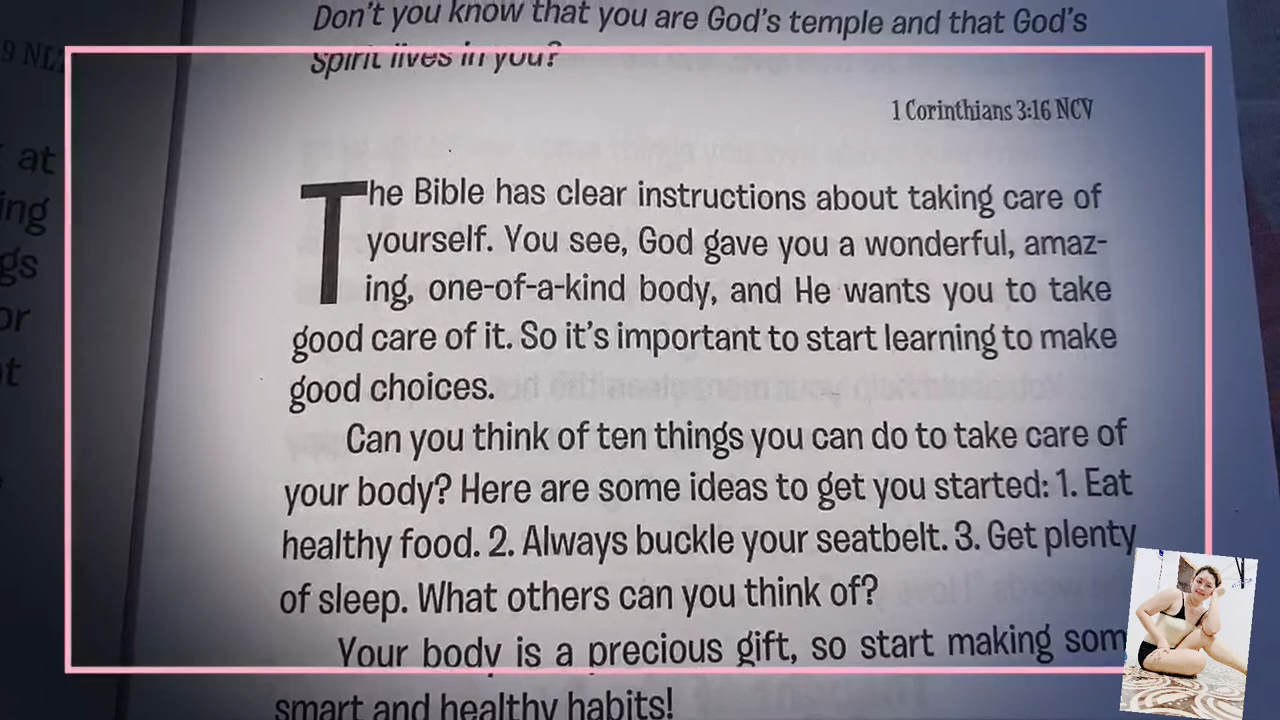 Don't you know that you are God's temple and that God's
Spirit lives in you?
1 Corinthians 3:16 NCV
The Bible has clear instructions about taking care of
yourself. You see, God gave you a wonderful, amaz-
ing, one-of-a-kind body, and He wants you to take
good care of it. So it's important to start learning to make
good choices.
Can you think of ten things you can do to take care of
your body? Here are some ideas to get you started: 1. Eat
healthy food. 2. Always buckle your seatbelt. 3. Get plenty
of sleep. What others can you think of?
Your body is a precious gift, so start making som
smart and healthy habits!